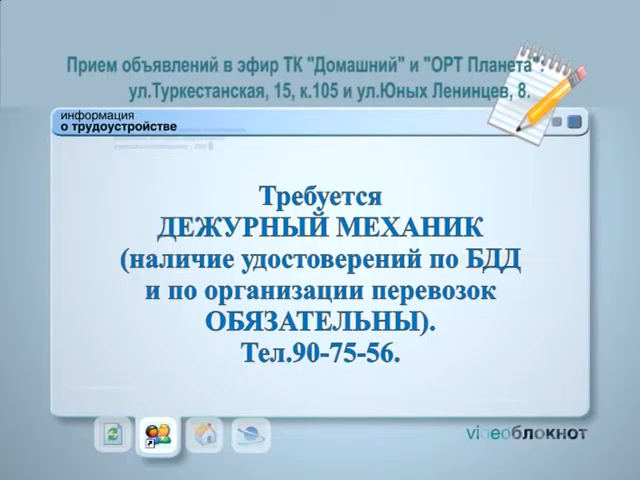 Прием объявлений в эфир ТК "Домашний" и "ОРТ Планета":
ул.Туркестанская, 15, к.105 и ул.Юных Ленинцев, 8.
информация
о трудоустройстве
Требуется
ДЕЖУРНЫЙ МЕХАНИК
(наличие удостоверений по БДД
и по организации перевозок
ОБЯЗАТЕЛЬНЫ).
Тел.90-75-56.
videoблокнот